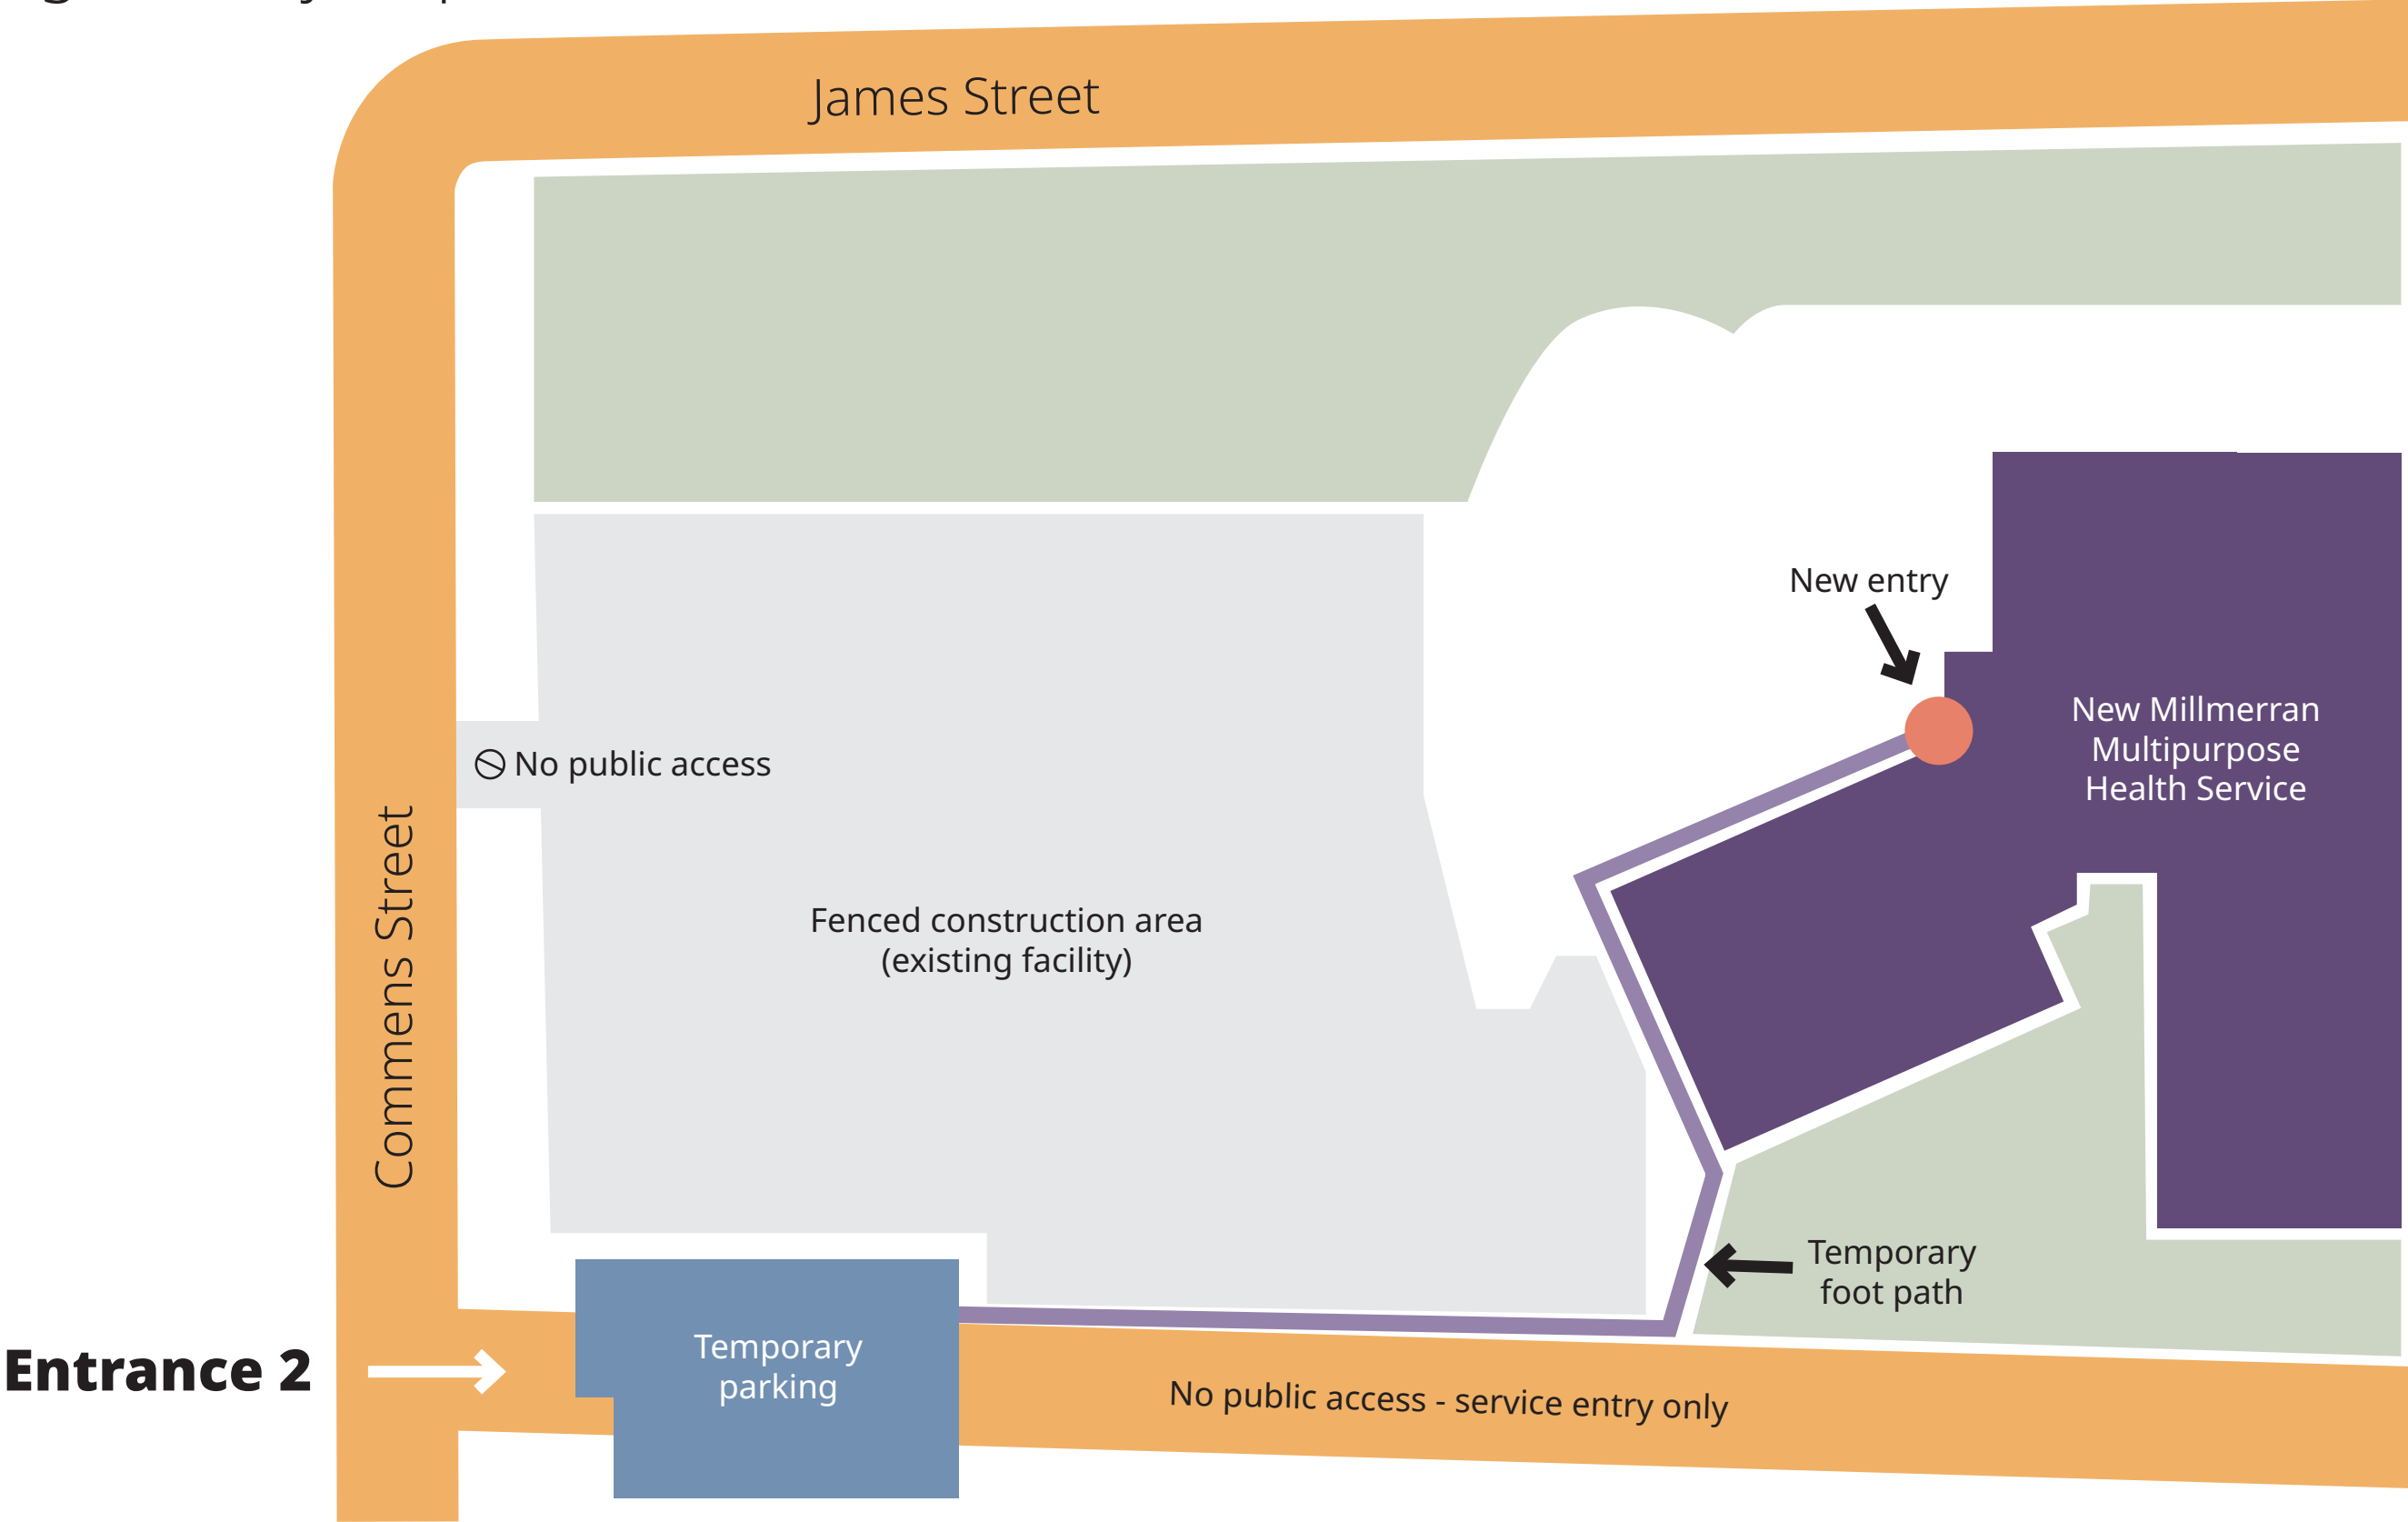 James Street
New entry
New Millmerran
Multipurpose
Health Service
No public access
Commens Street
Fenced construction area
(existing facility)
Temporary
foot path
Entrance 2
Temporary
parking
No public access - service entry only